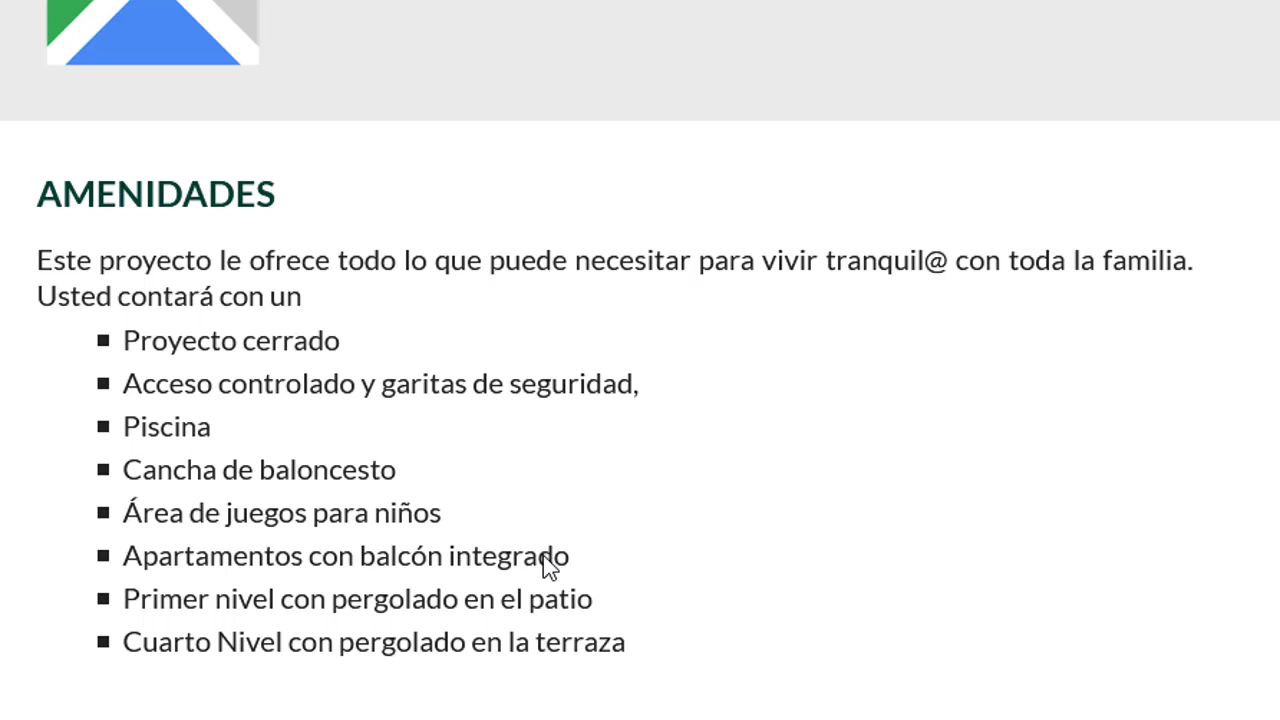 AMENIDADES
Este proyecto le ofrece todo lo que puede necesitar para vivir tranquil@ con toda la familia.
Usted contará con un
Proyecto cerrado
Acceso controlado y garitas de seguridad,
Piscina
Cancha de baloncesto
Área de juegos para niños
Apartamentos con balcón integrado
Primer nivel con pergolado en el patio
Cuarto Nivel con pergolado en la terraza